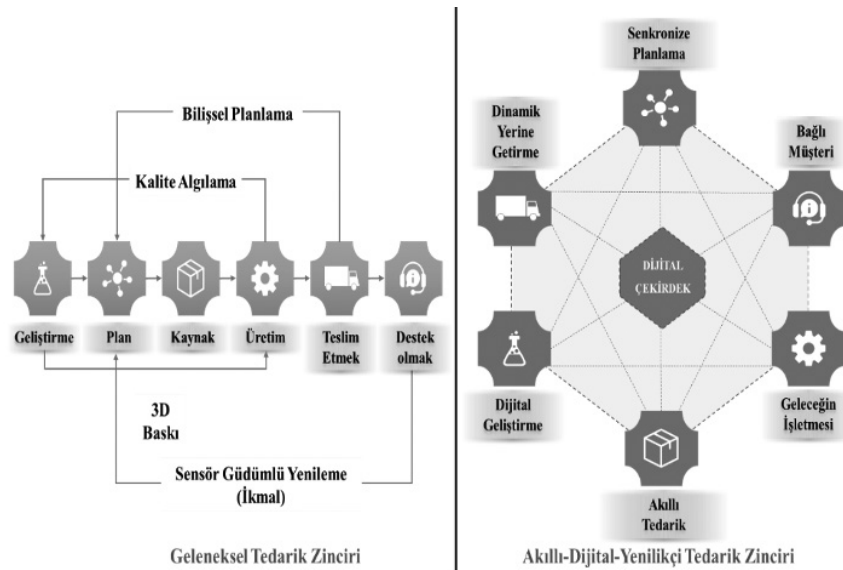 Bilişsel Planlama
Kalite Algılama
Geliştirme
Plan
Kaynak
Üretim
Teslim
Etmek
Destek
olmak
3D
Baskı
Sensör Güdümlü Yenileme
(İkmal)
Geleneksel Tedarik Zinciri
Senkronize
Planlama
Dinamik
Yerine
Getirme
Bağlı
Müşteri
DİJİTAL
ÇEKİRDEK
Dijital
Geliştirme
Geleceğin
İşletmesi
Akıllı
Tedarik
Akıllı-Dijital-Yenilikçi Tedarik Zinciri